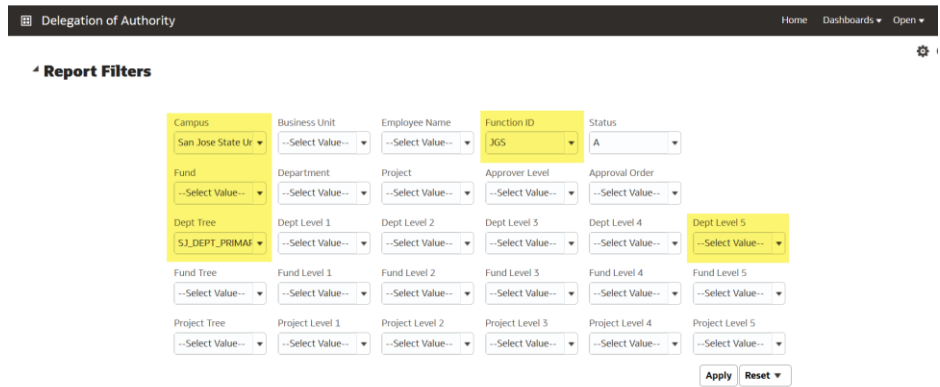 Delegation of Authority Home Dashboards Open
Report Filters
Campus Business Unit Employee Name Function ID Status
San Jose State Ur --Select Value-- --Select Value-- JGS A
Fund Department Project Approver Level Approval Order
--Select Value-- --Select Value-- --Select Value-- --Select Value-- --Select Value--
Dept Tree Dept Level 1 Dept Level 2 Dept Level 3 Dept Level 4 Dept Level 5
SJ_DEPT_PRIMAF --Select Value-- --Select Value-- --Select Value-- --Select Value-- --Select Value--
Fund Tree Fund Level 1 Fund Level 2 Fund Level 3 Fund Level 4 Fund Level 5
--Select Value-- --Select Value-- --Select Value-- --Select Value-- --Select Value-- --Select Value--
Project Tree Project Level 1 Project Level 2 Project Level 3 Project Level 4 Project Level 5
--Select Value-- --Select Value-- --Select Value-- --Select Value-- --Select Value-- --Select Value--
Apply Reset